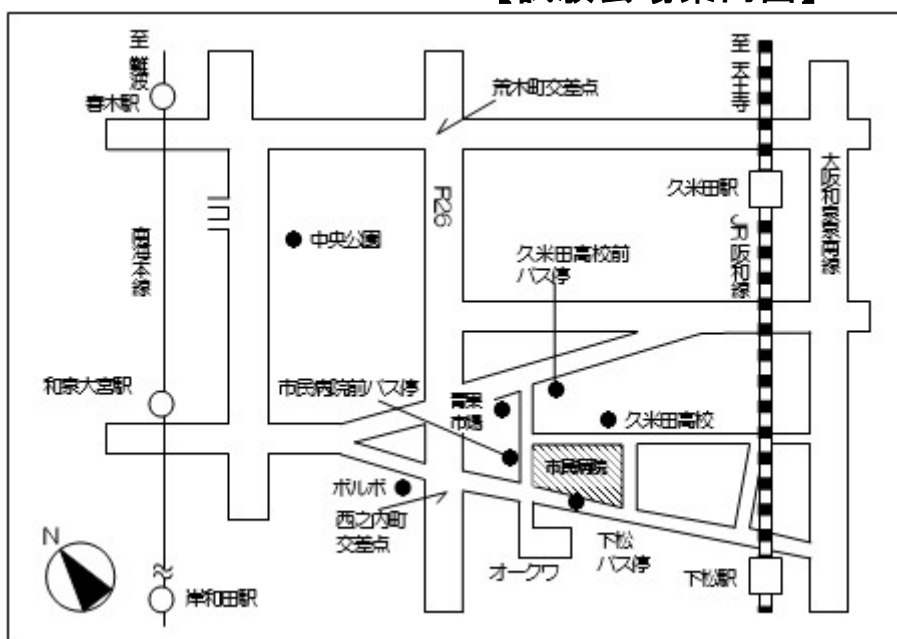 至 難波
春木駅
荒木町交差点
至 天王寺
久米田駅
大阪和泉泉南線
R26
JR 阪和線
南海本線
中央公園
久米田高校前
バス停
和泉大宮駅
市民病院前バス停
青果
市場
久米田高校
市民病院
ボルボ
西之内町
交差点
下松
バス停
オークワ
下松駅
N
岸和田駅